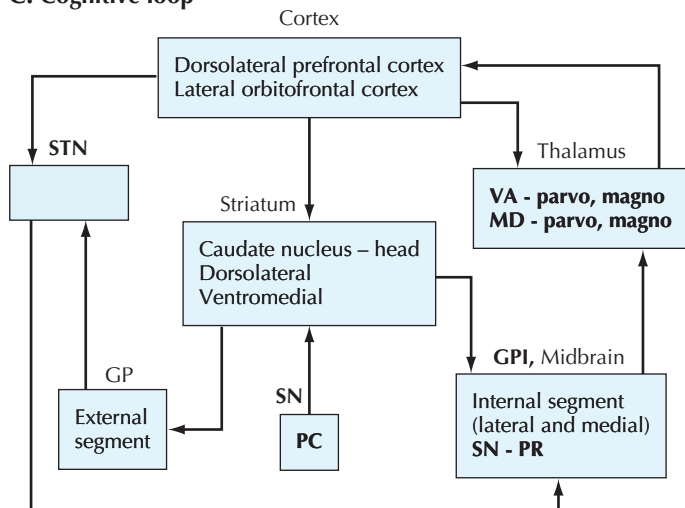 C. Cognitive loop
Cortex
Dorsolateral prefrontal cortex
Lateral orbitofrontal cortex
STN
Thalamus
VA - parvo, magno
MD - parvo, magno
Striatum
Caudate nucleus – head
Dorsolateral
Ventromedial
GP
External
segment
SN
PC
GPI, Midbrain
Internal segment
(lateral and medial)
SN - PR